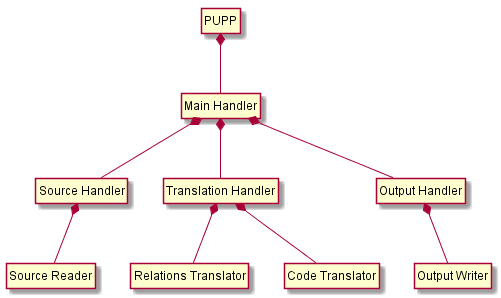 PUPP
Main Handler
Source Handler
Translation Handler
Output Handler
Source Reader
Relations Translator
Code Translator
Output Writer